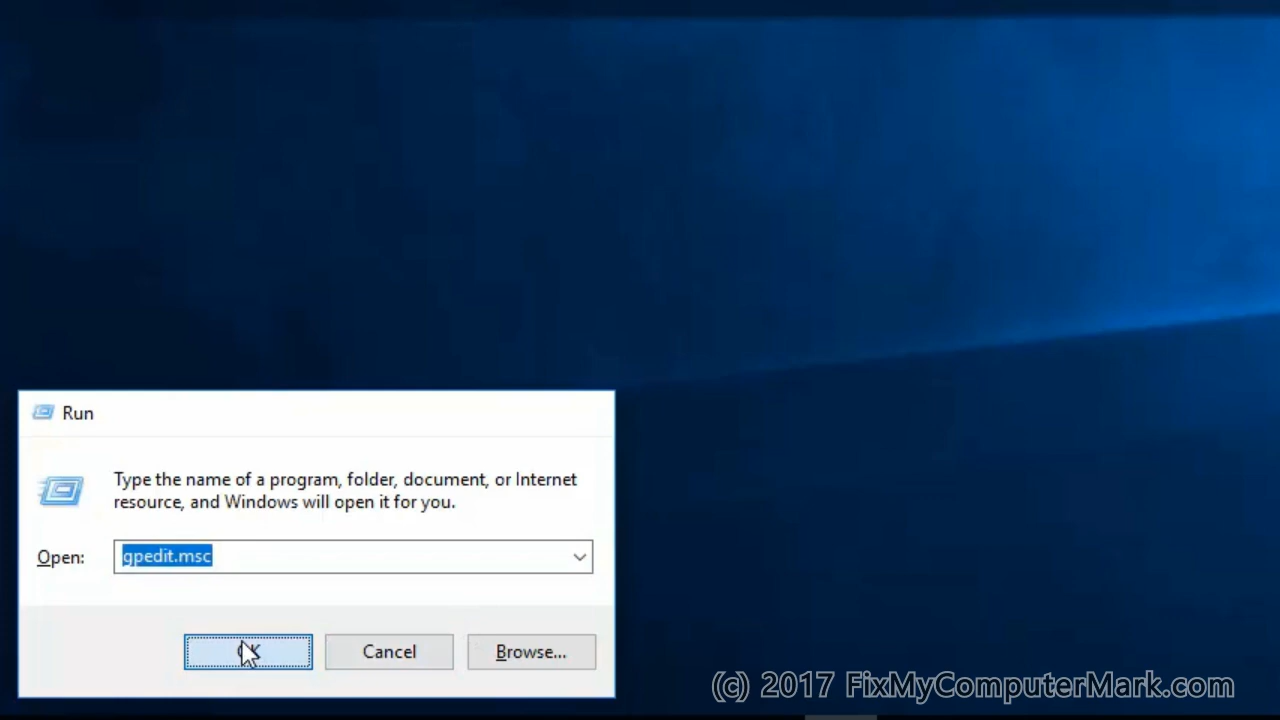 Run
Type the name of a program, folder, document, or Internet
resource, and Windows will open it for you.
Open:
gpedit.msc
OK
Cancel
Browse...
(c) 2017 FixMyComputerMark.com